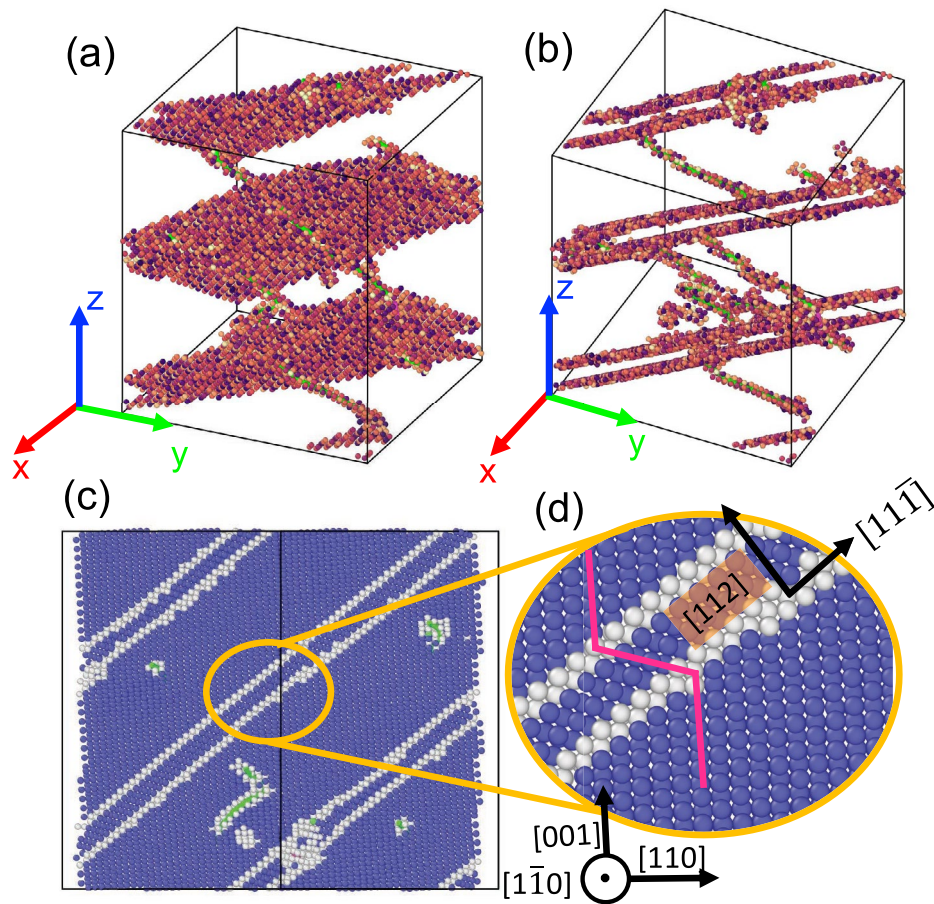 (a)
(b)
z
x
y
z
x
y
(c)
(d)
[111̅]
[112]
[001]
[11̅0]
[110]